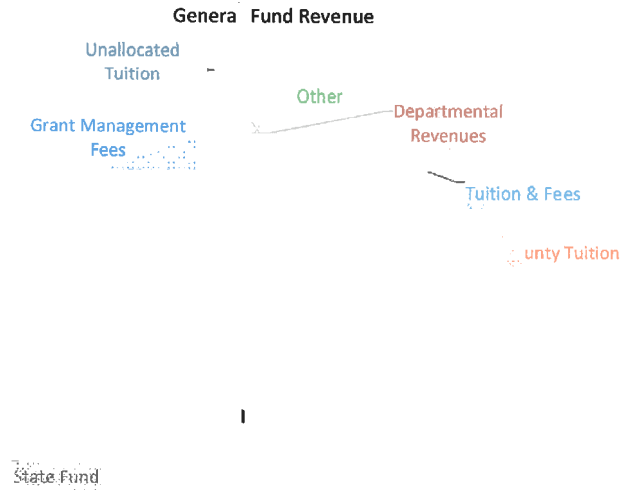 Genera Fund Revenue
Unallocated
Tuition
Other
Departmental
Revenues
Grant Management
Fees
Tuition & Fees
unty Tuition
State Fund